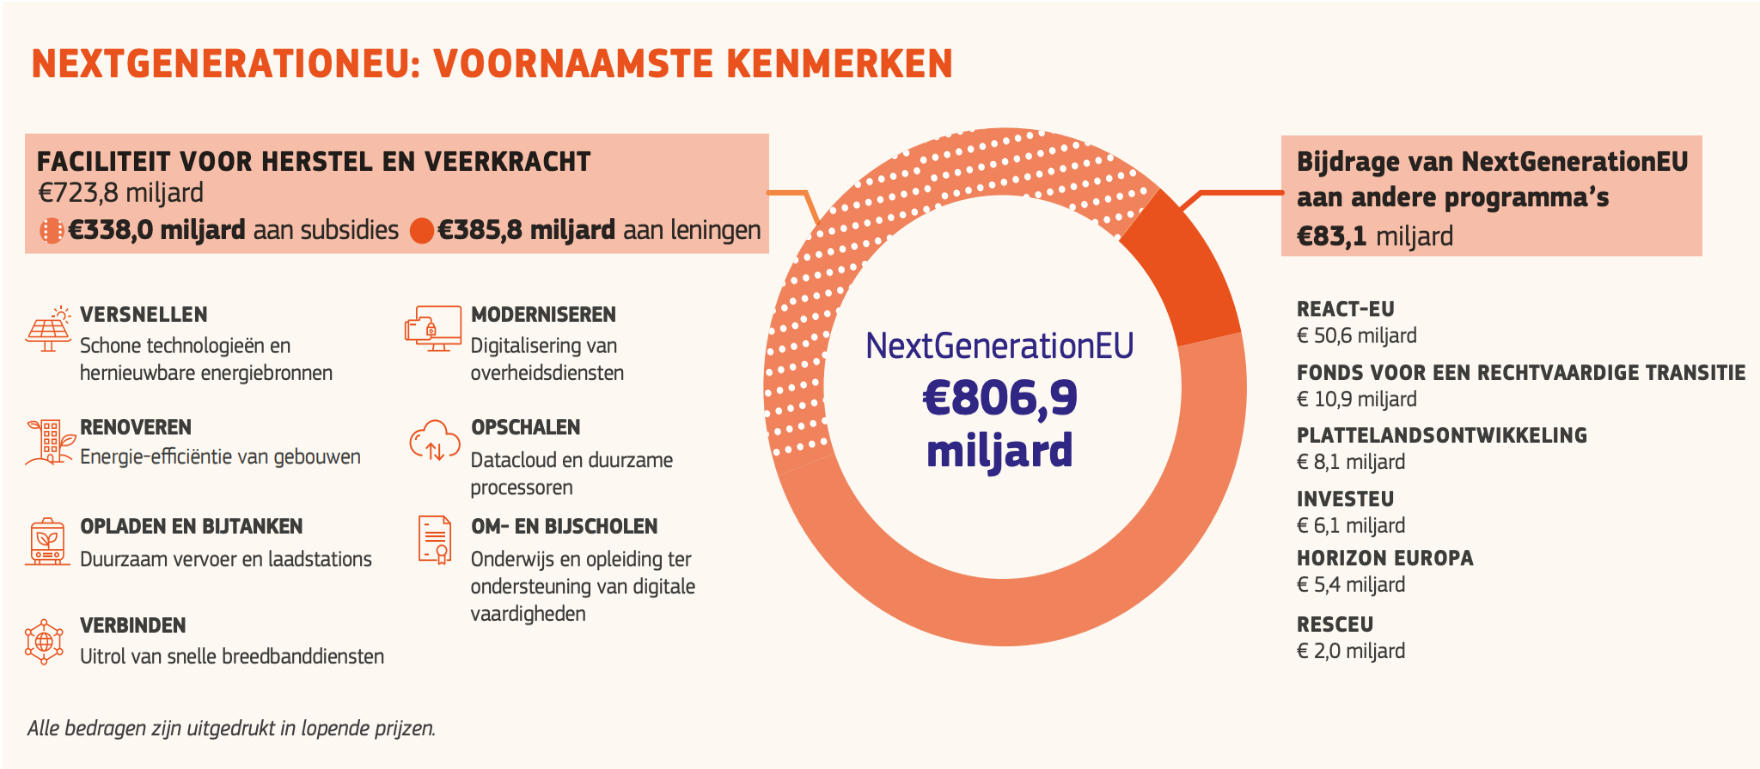 NEXTGENERATIONEU: VOORNAAMSTE KENMERKEN
FACILITEIT VOOR HERSTEL EN VEERKRACHT
€723,8 miljard
€338,0 miljard aan subsidies €385,8 miljard aan leningen
VERSNELLEN
Schone technologieën en
hernieuwbare energiebronnen
RENOVEREN
Energie-efficiëntie van gebouwen
OPLADEN EN BIJTANKEN
Duurzaam vervoer en laadstations
VERBINDEN
Uitrol van snelle breedbanddiensten
MODERNISEREN
Digitalisering van
overheidsdiensten
OPSCHALEN
Datacloud en duurzame
processoren
OM- EN BIJSCHOLEN
Onderwijs en opleiding ter
ondersteuning van digitale
vaardigheden
NextGenerationEU
€806,9
miljard
Bijdrage van NextGenerationEU
aan andere programma’s
€83,1 miljard
REACT-EU
€ 50,6 miljard
FONDS VOOR EEN RECHTVAARDIGE TRANSITIE
€ 10,9 miljard
PLATTELANDSONTWIKKELING
€ 8,1 miljard
INVESTEU
€ 6,1 miljard
HORIZON EUROPA
€ 5,4 miljard
RESCEU
€ 2,0 miljard
Alle bedragen zijn uitgedrukt in lopende prijzen.